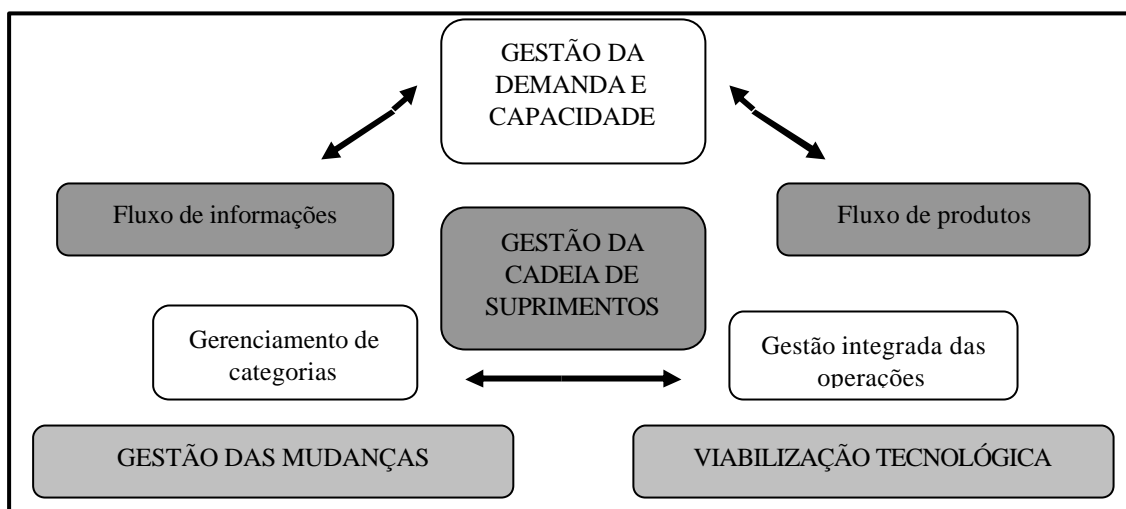 GESTÃO DA
DEMANDA E
CAPACIDADE
Fluxo de informações
Fluxo de produtos
GESTÃO DA
CADEIA DE
SUPRIMENTOS
Gerenciamento de
categorias
Gestão integrada das
operações
GESTÃO DAS MUDANÇAS
VIABILIZAÇÃO TECNOLÓGICA